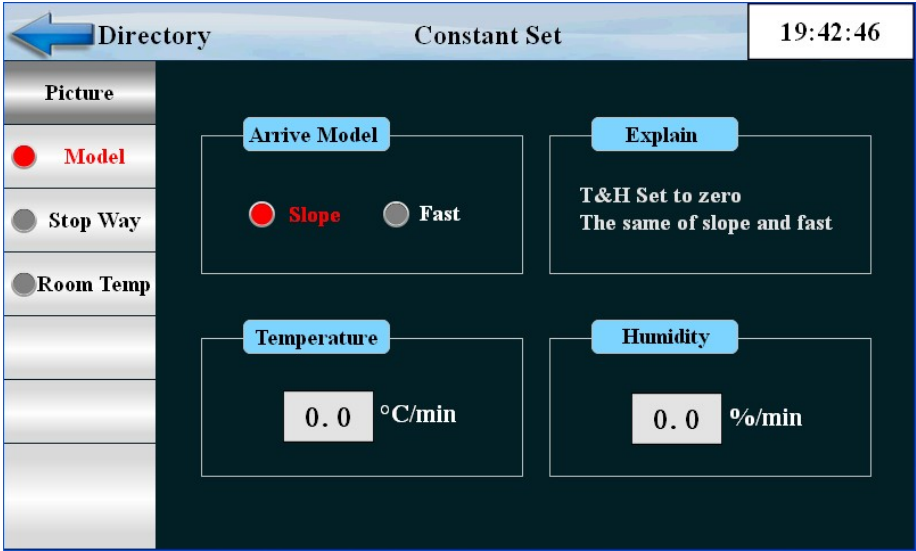 Directory
Constant Set
19:42:46
Picture
Model
Stop Way
Room Temp
Arrive Model
Slope
Fast
Explain
T&H Set to zero
The same of slope and fast
Temperature
0.0 °C/min
Humidity
0.0 %/min